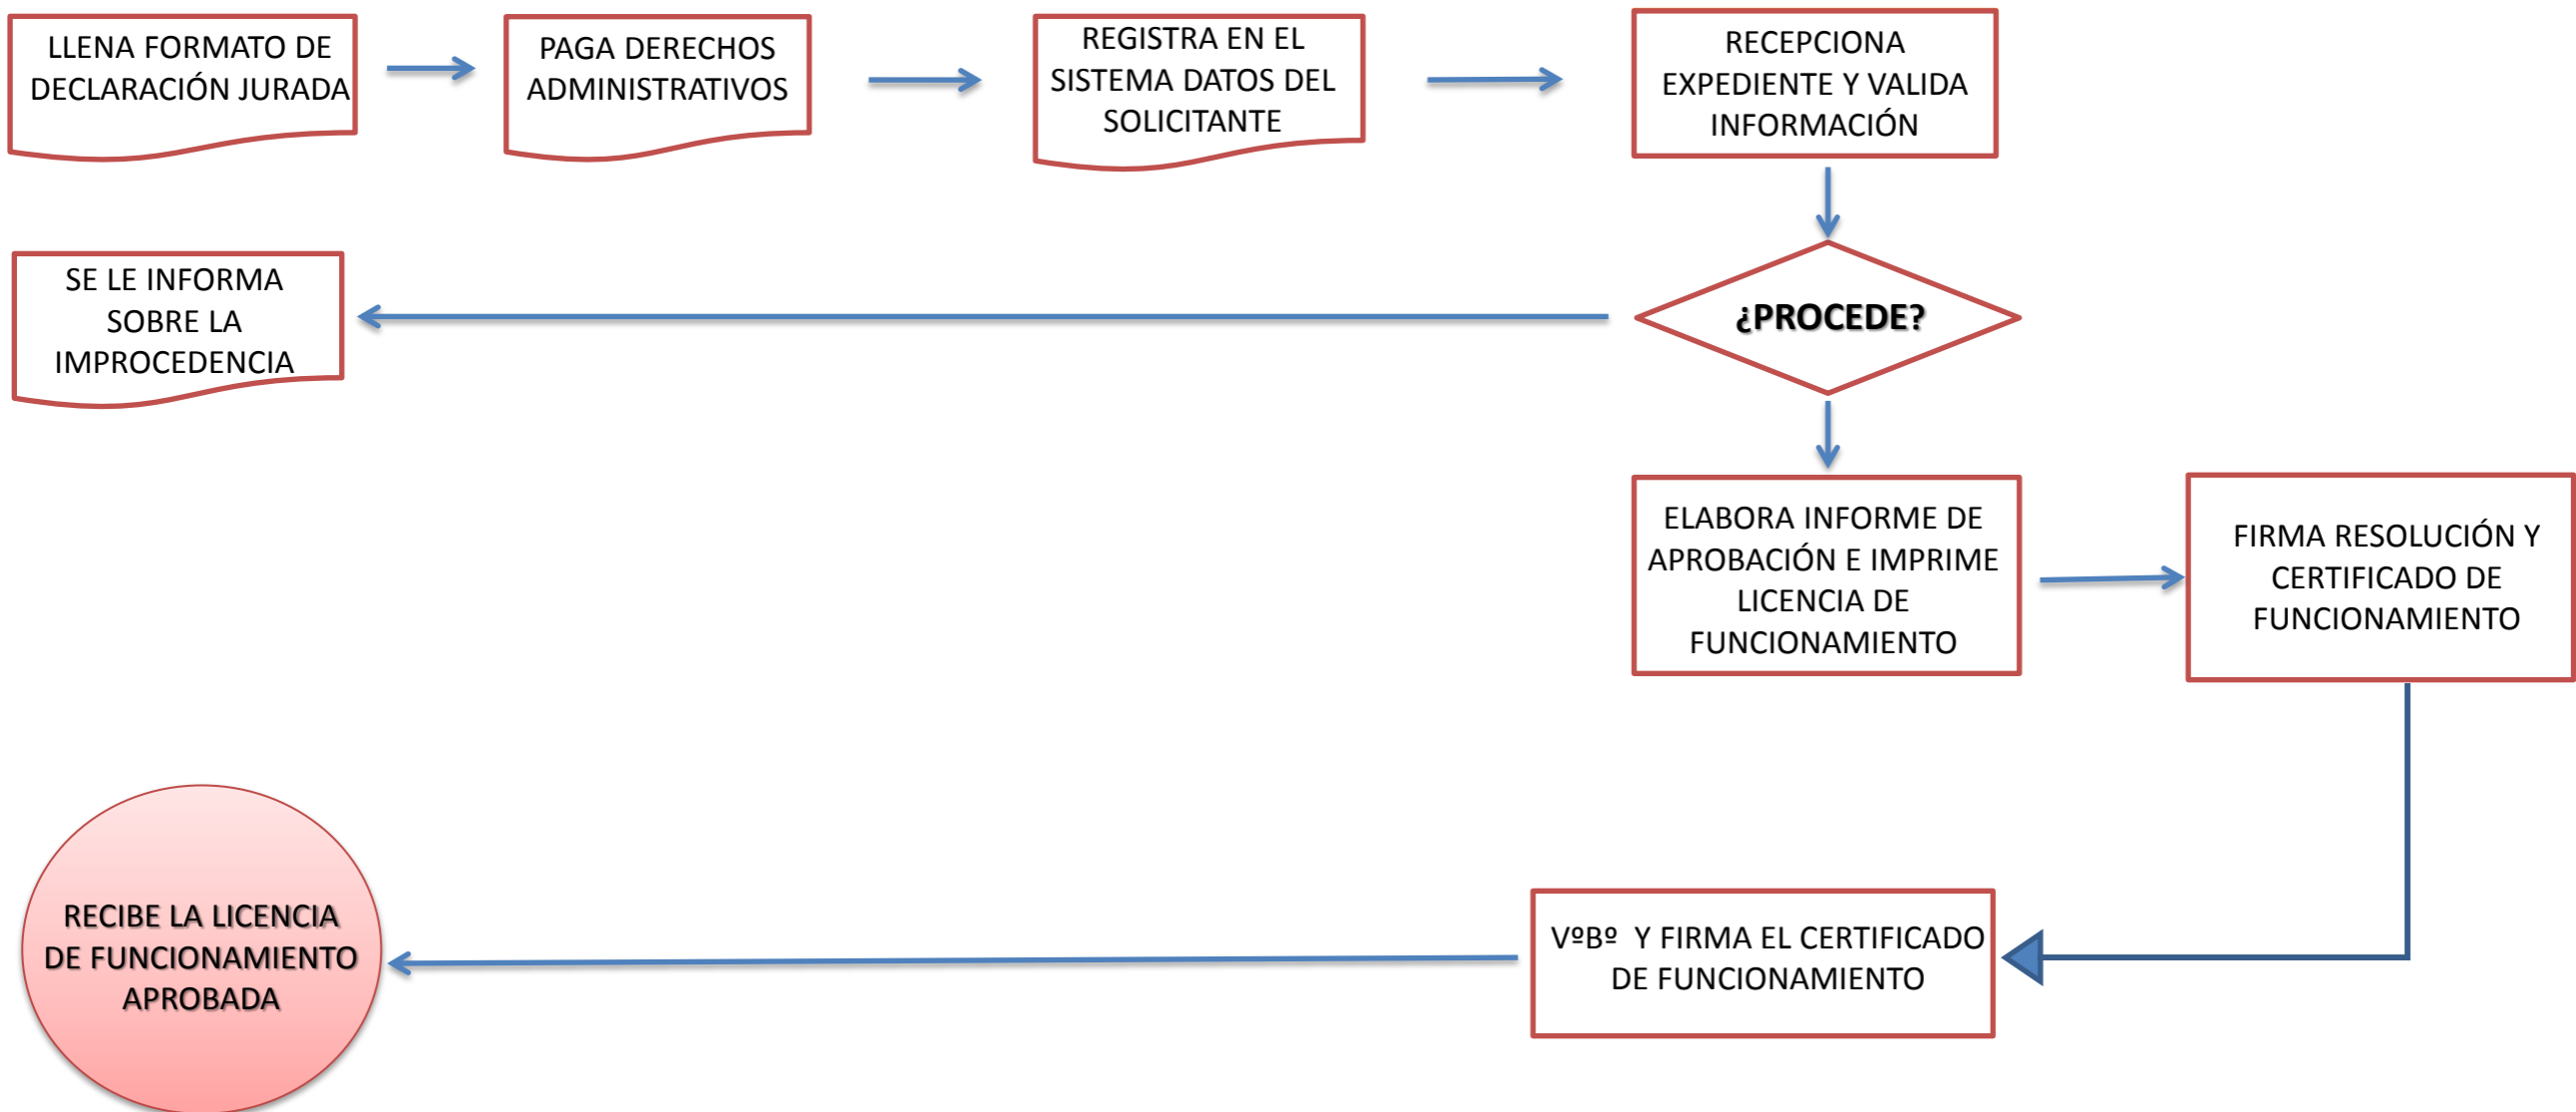 LLENA FORMATO DE
DECLARACIÓN JURADA
PAGA DERECHOS
ADMINISTRATIVOS
REGISTRA EN EL
SISTEMA DATOS DEL
SOLICITANTE
RECEPCIONA
EXPEDIENTE Y VALIDA
INFORMACIÓN
SE LE INFORMA
SOBRE LA
IMPROCEDENCIA
¿PROCEDE?
ELABORA INFORME DE
APROBACIÓN E IMPRIME
LICENCIA DE
FUNCIONAMIENTO
FIRMA RESOLUCIÓN Y
CERTIFICADO DE
FUNCIONAMIENTO
RECIBE LA LICENCIA
DE FUNCIONAMIENTO
APROBADA
VºBº Y FIRMA EL CERTIFICADO
DE FUNCIONAMIENTO